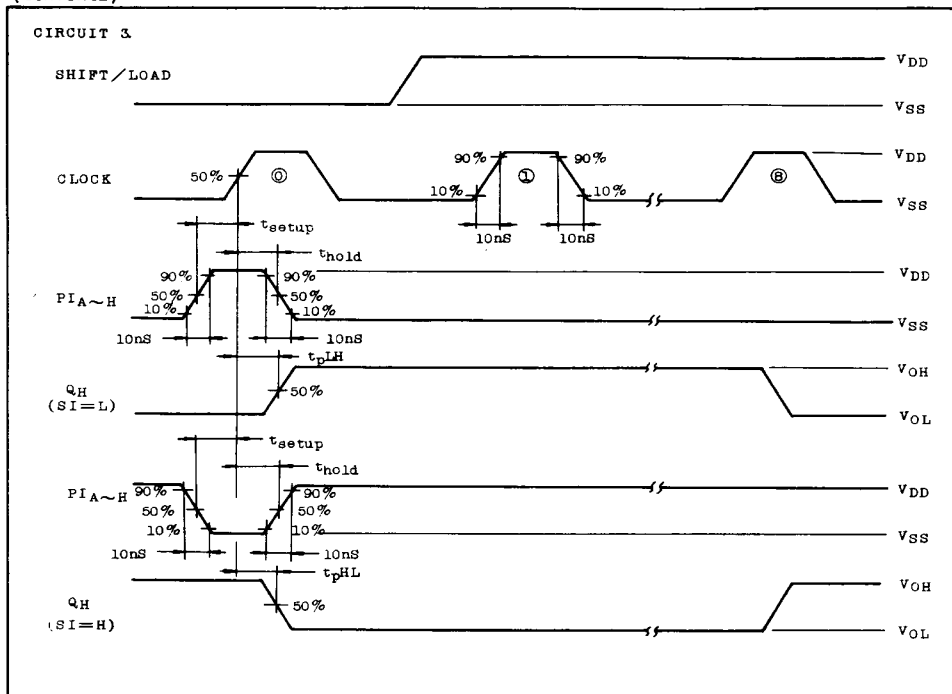 CIRCUIT 3.
SHIFT/LOAD
VDD
VSS
CLOCK
50%
⓪
90%
10%
①
90%
10%
10nS
10nS
⑧
VDD
VSS
tsetup
thold
PIA~H
90%
50%
10%
90%
50%
10%
10nS
10nS
VDD
VSS
tpLH
QH
(SI=L)
50%
VOH
VOL
tsetup
thold
PIA~H
90%
50%
10%
90%
50%
10%
10nS
10nS
VDD
VSS
tpHL
QH
(SI=H)
50%
VOH
VOL